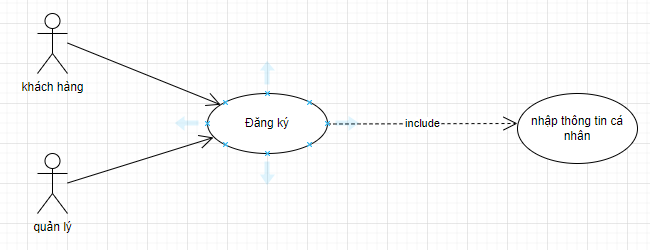 khách hàng
Đăng ký
include
nhập thông tin cá
nhân
quản lý